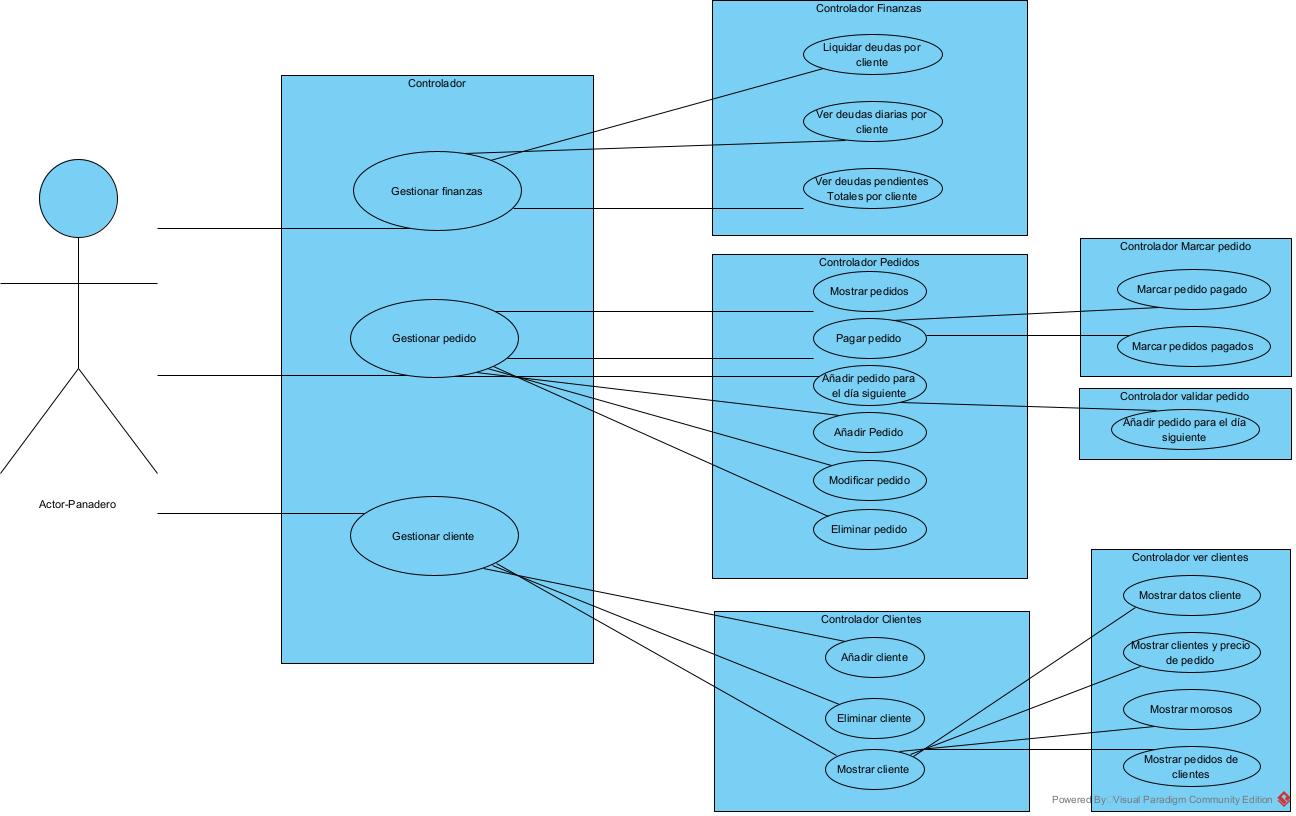 Controlador Finanzas
Liquidar deudas por
cliente
Ver deudas diarias por
cliente
Ver deudas pendientes
Totales por cliente
Controlador
Gestionar finanzas
Gestionar pedido
Gestionar cliente
Actor-Panadero
Controlador Pedidos
Mostrar pedidos
Pagar pedido
Añadir pedido para
el día siguiente
Añadir Pedido
Modificar pedido
Eliminar pedido
Controlador Marcar pedido
Marcar pedido pagado
Marcar pedidos pagados
Controlador validar pedido
Añadir pedido para el día
siguiente
Controlador Clientes
Añadir cliente
Eliminar cliente
Mostrar cliente
Controlador ver clientes
Mostrar datos cliente
Mostrar clientes y precio
de pedido
Mostrar morosos
Mostrar pedidos de
clientes
Powered By Visual Paradigm Community Edition